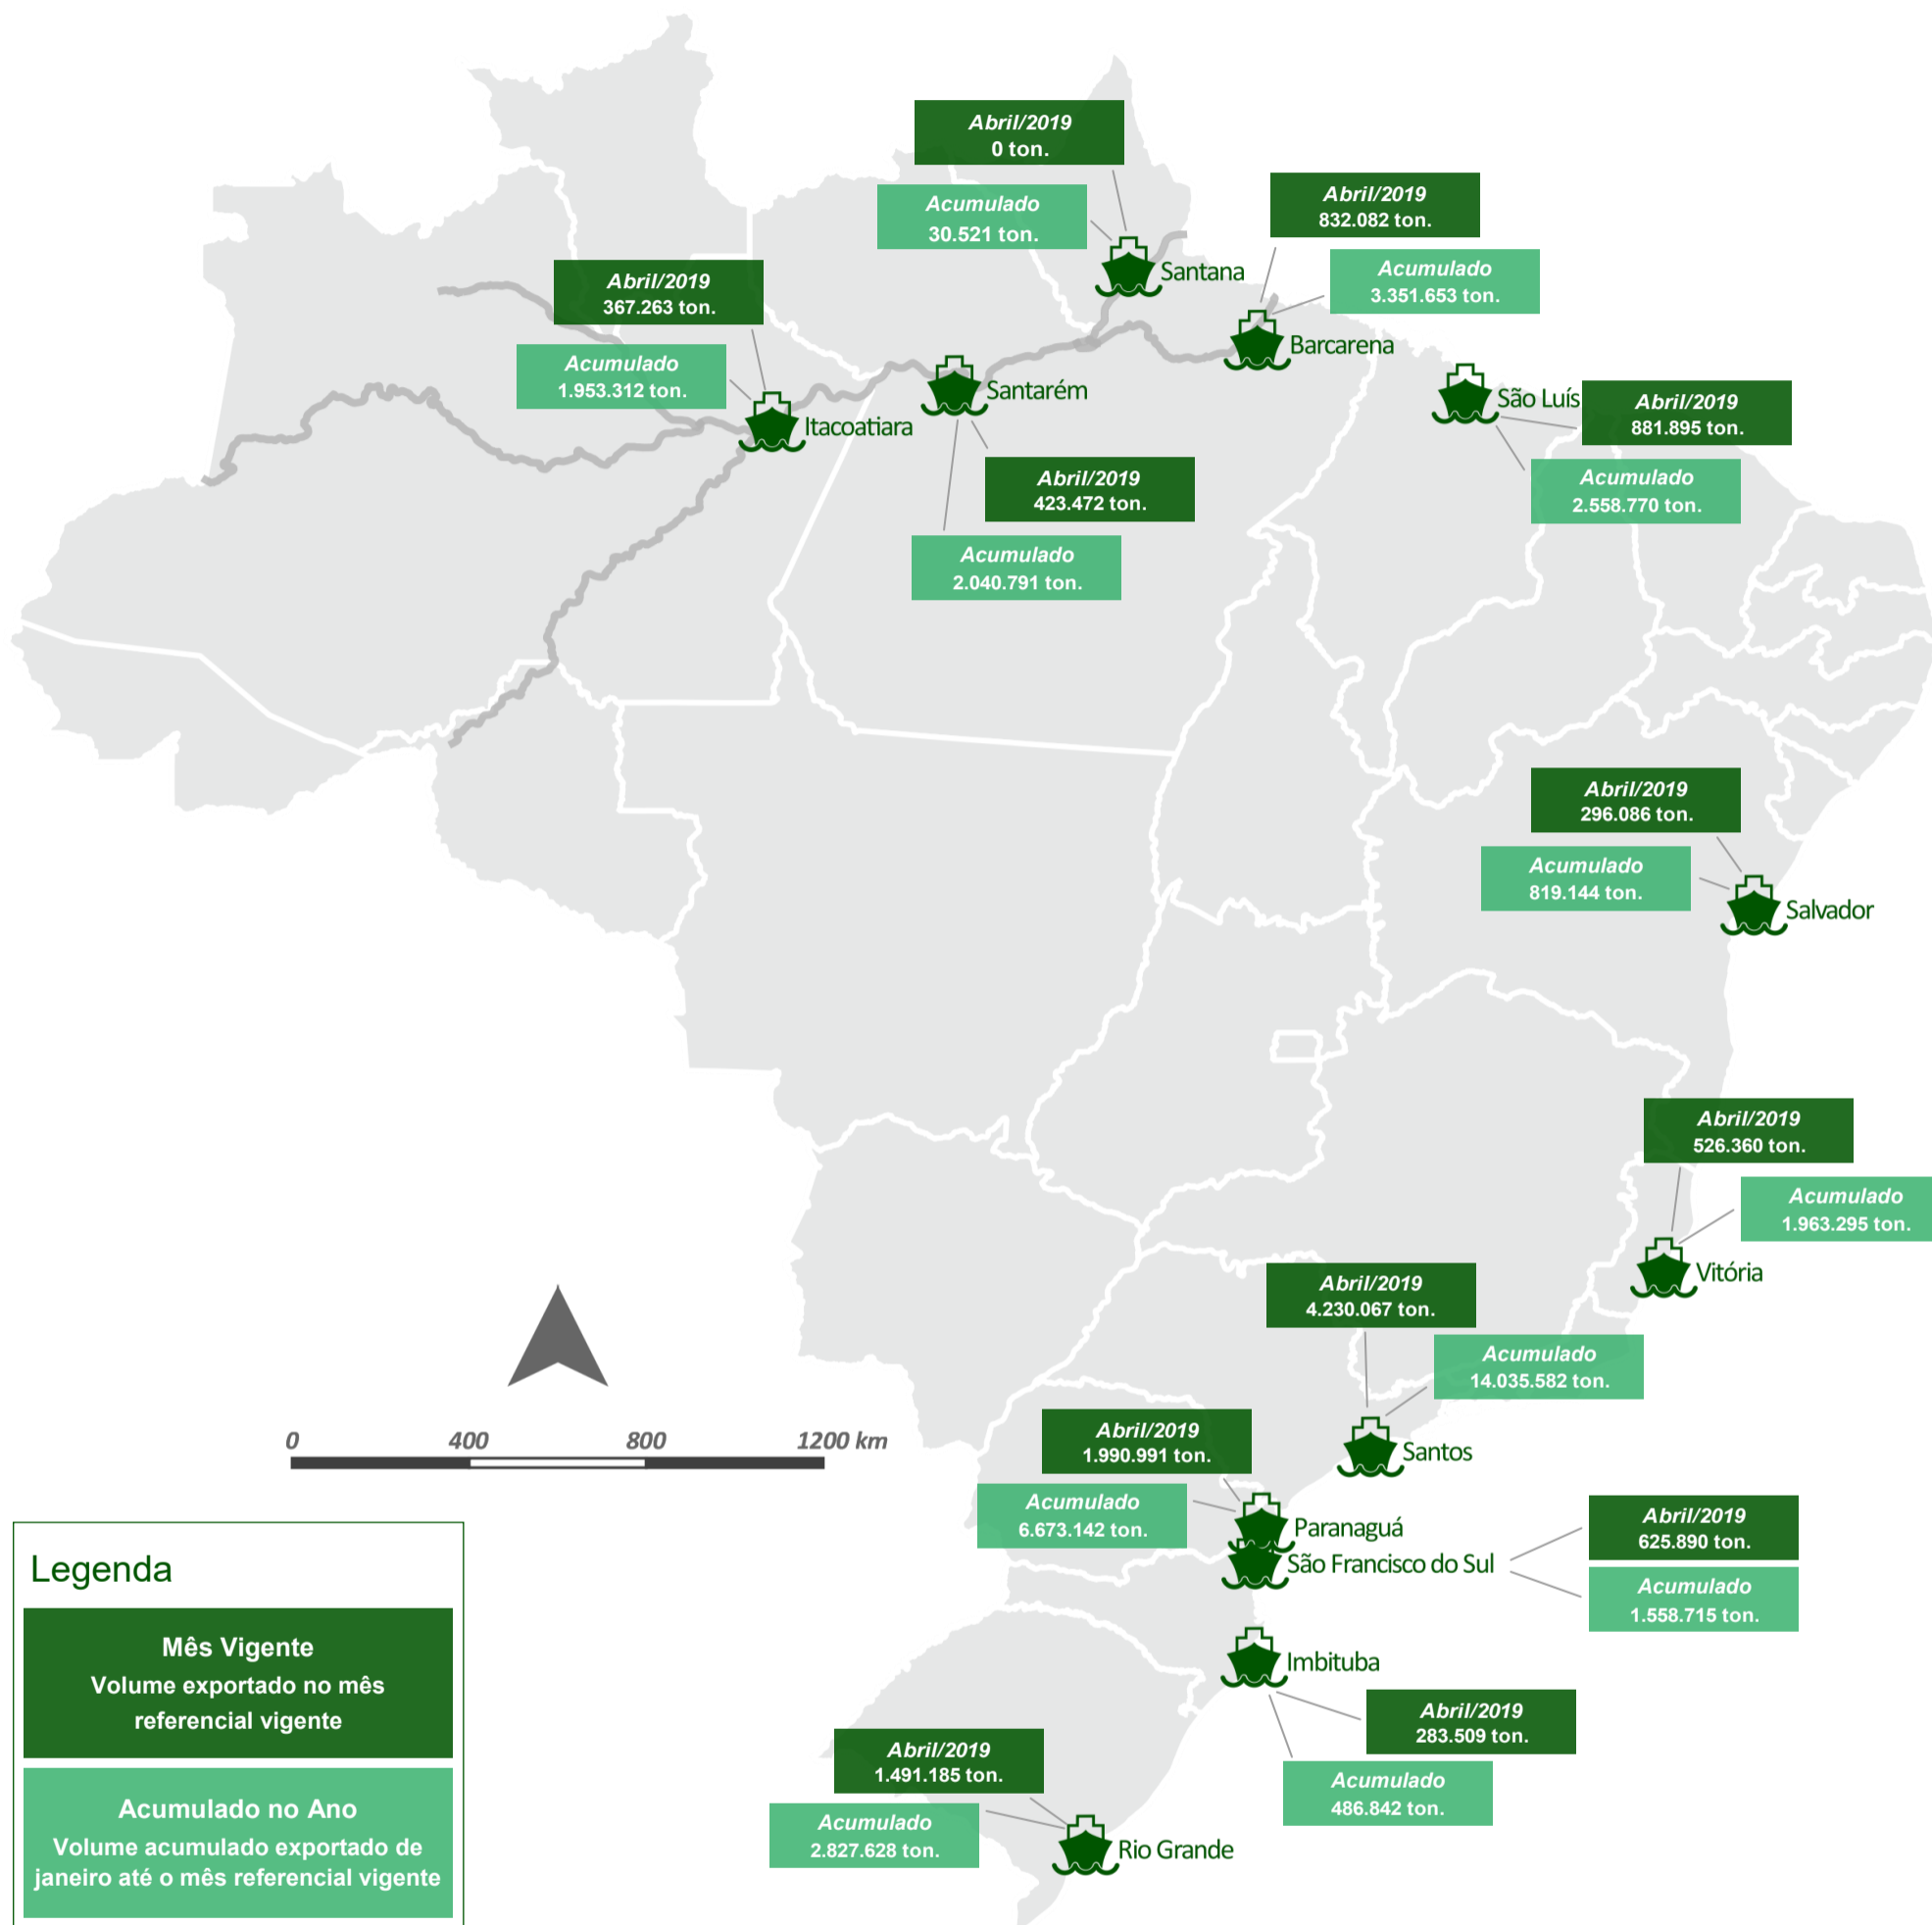 Abril/2019
0 ton.
Acumulado
30.521 ton.
Santana
Abril/2019
832.082 ton.
Acumulado
3.351.653 ton.
Barcarena
Abril/2019
367.263 ton.
Acumulado
1.953.312 ton.
Itacoatiara
Santarém
Abril/2019
423.472 ton.
Acumulado
2.040.791 ton.
São Luís
Abril/2019
881.895 ton.
Acumulado
2.558.770 ton.
Abril/2019
296.086 ton.
Acumulado
819.144 ton.
Salvador
Abril/2019
526.360 ton.
Acumulado
1.963.295 ton.
Vitória
Abril/2019
4.230.067 ton.
Acumulado
14.035.582 ton.
Santos
Abril/2019
1.990.991 ton.
Acumulado
6.673.142 ton.
Paranaguá
São Francisco do Sul
Abril/2019
625.890 ton.
Acumulado
1.558.715 ton.
Imbituba
Abril/2019
283.509 ton.
Acumulado
486.842 ton.
Abril/2019
1.491.185 ton.
Acumulado
2.827.628 ton.
Rio Grande
0 400 800 1200 km
Legenda
Mês Vigente
Volume exportado no mês
referencial vigente
Acumulado no Ano
Volume acumulado exportado de
janeiro até o mês referencial vigente